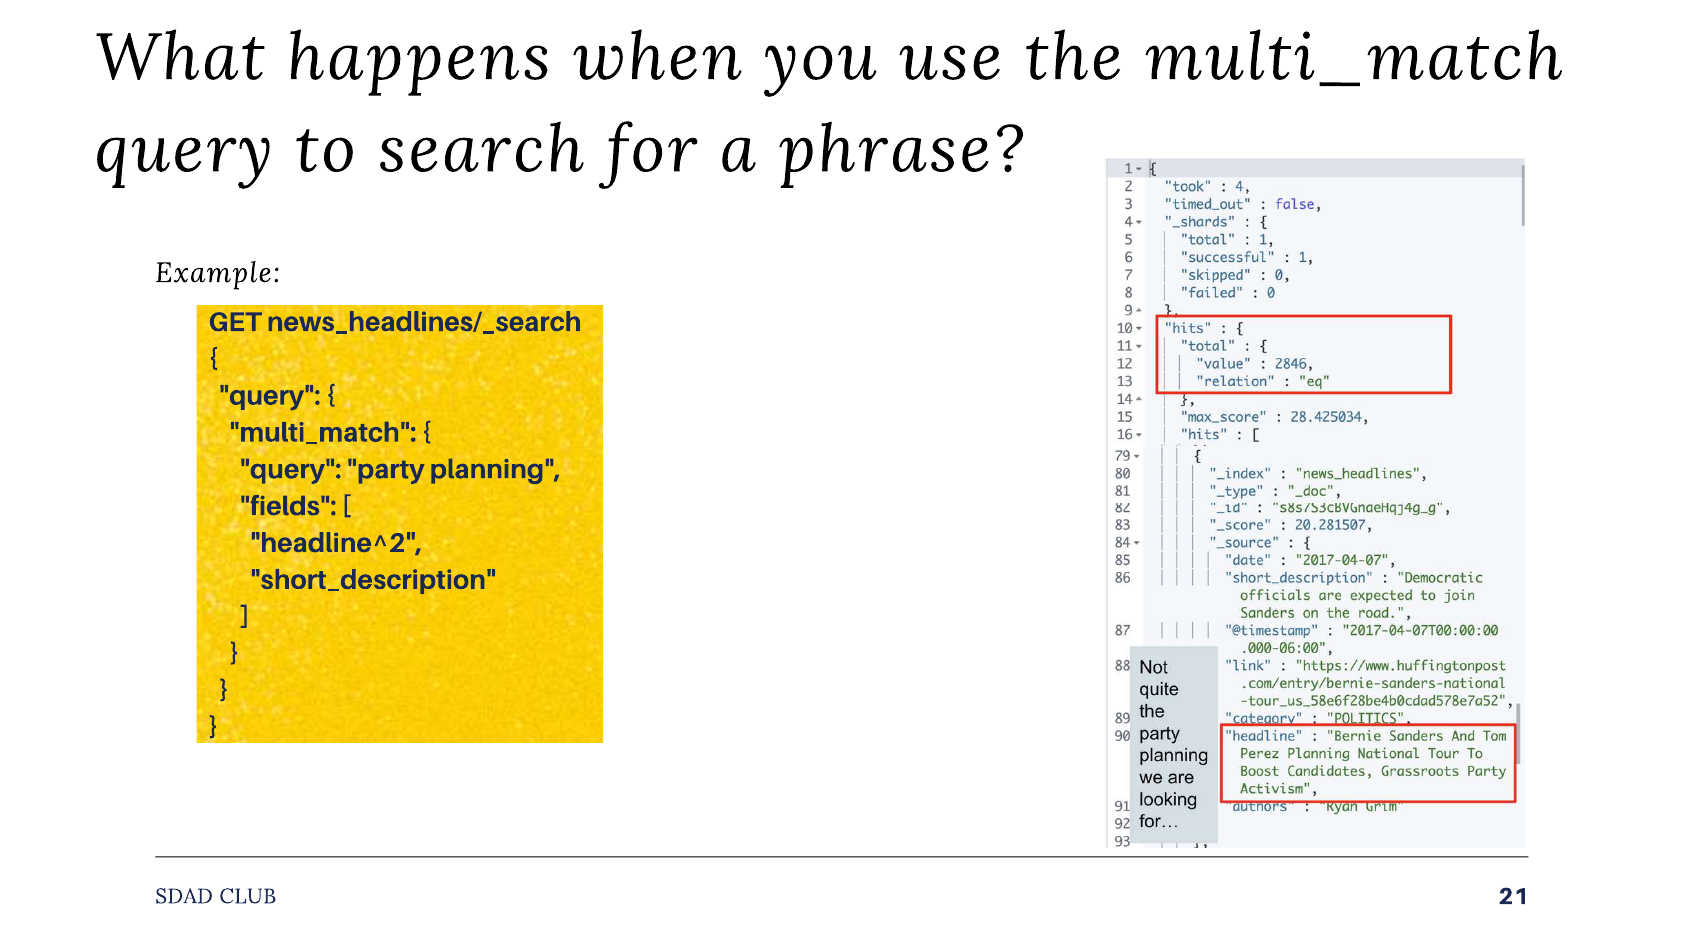 What happens when you use the multi_match
query to search for a phrase?
Example:
GET news_headlines/_search
{
"query": {
"multi_match": {
"query": "party planning",
"fields": [
"headline^2",
"short_description"
]
}
}
}
1 {
2 "took" : 4,
3 "timed_out" : false,
4 "_shards" : {
5 "total" : 1,
6 "successful" : 1,
7 "skipped" : 0,
8 "failed" : 0
9 },
10 "hits" : {
11 "total" : {
12 "value" : 2846,
13 "relation" : "eq"
14 },
15 "max_score" : 28.425034,
16 "hits" : [
79 {
80 "_index" : "news_headlines",
81 "_type" : "_doc",
82 "_id" : "s8s7S3cBVGnaeHqj4g_g",
83 "_score" : 20.281507,
84 "_source" : {
85 "date" : "2017-04-07",
86 "short_description" : "Democratic
officials are expected to join
Sanders on the road.",
87 "@timestamp" : "2017-04-07T00:00:00
.000-06:00",
88 "link" : "https://www.huffingtonpost
.com/entry/bernie-sanders-national
-tour_us_58e6f28be4b0cdad578e7a52",
89 "category" : "POLITICS",
90 "headline" : "Bernie Sanders And Tom
Perez Planning National Tour To
Boost Candidates, Grassroots Party
Activism",
91 "authors" : "Ryan Grim"
92
93 },
Not
quite
the
party
planning
we are
looking
for...
SDAD CLUB
21